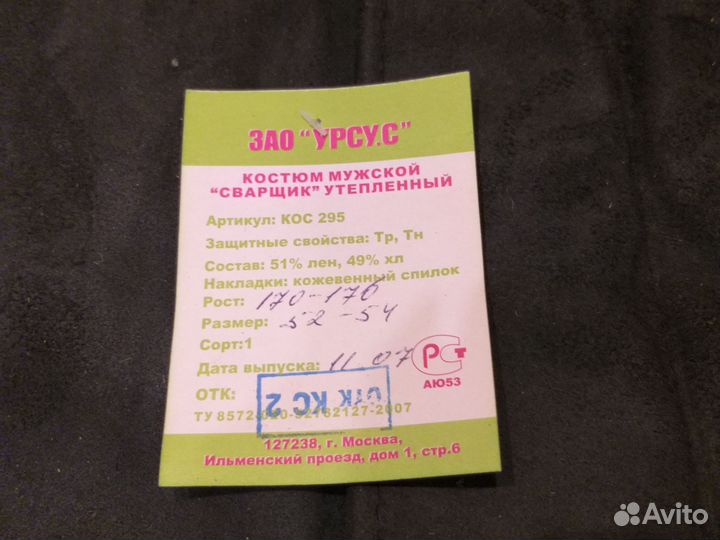 ЗАО "УРСУС"
КОСТЮМ МУЖСКОЙ
"СВАРЩИК" УТЕПЛЕННЫЙ
Артикул: КОС 295
Защитные свойства: Тр, Тн
Состав: 51% лен, 49% хл
Накладки: кожевенный спилок
Рост: 170-176
Размер: 52-54
Сорт:1
Дата выпуска: 11.07
РСТ
АЮ53
ОТК:
ОТК КС 2
127238, г. Москва,
Ильменский проезд, дом 1, стр.6
Avito